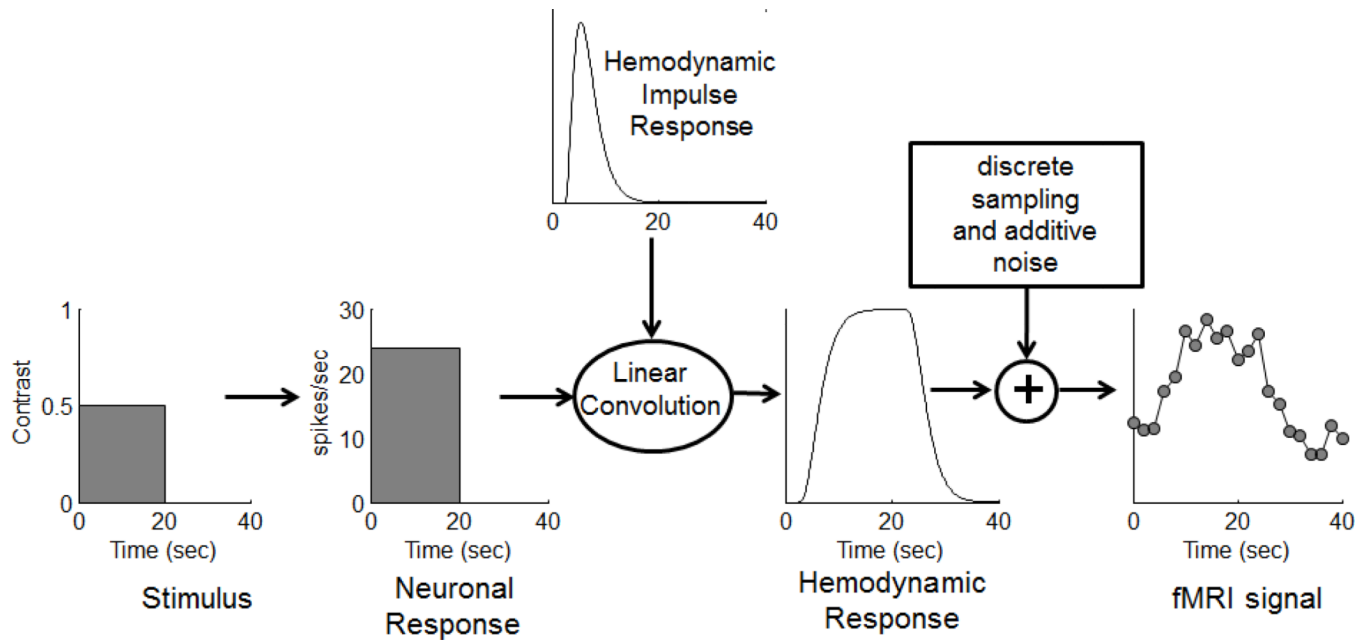 Hemodynamic
Impulse
Response
0 20 40
discrete
sampling
and additive
noise
1
0.5
0
Contrast
0 20 40
Time (sec)
Stimulus
30
20
10
0
spikes/sec
0 20 40
Time (sec)
Neuronal
Response
Linear
Convolution
0 20 40
Time (sec)
Hemodynamic
Response
+
0 20 40
Time (sec)
fMRI signal